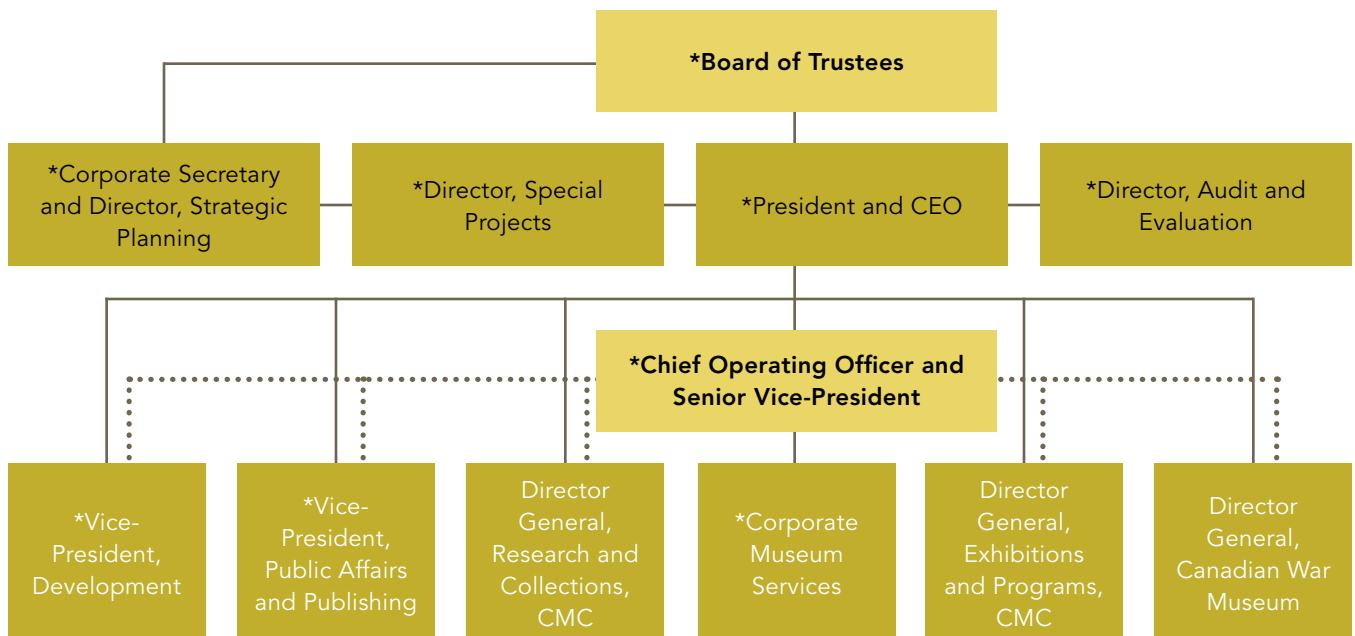 *Board of Trustees
*Corporate Secretary
and Director, Strategic
Planning
*Director, Special
Projects
*President and CEO
*Director, Audit and
Evaluation
*Chief Operating Officer and
Senior Vice-President
*Vice-
President,
Development
*Vice-
President,
Public Affairs
and Publishing
Director
General,
Research and
Collections,
CMC
*Corporate
Museum
Services
Director
General,
Exhibitions
and Programs,
CMC
Director
General,
Canadian War
Museum